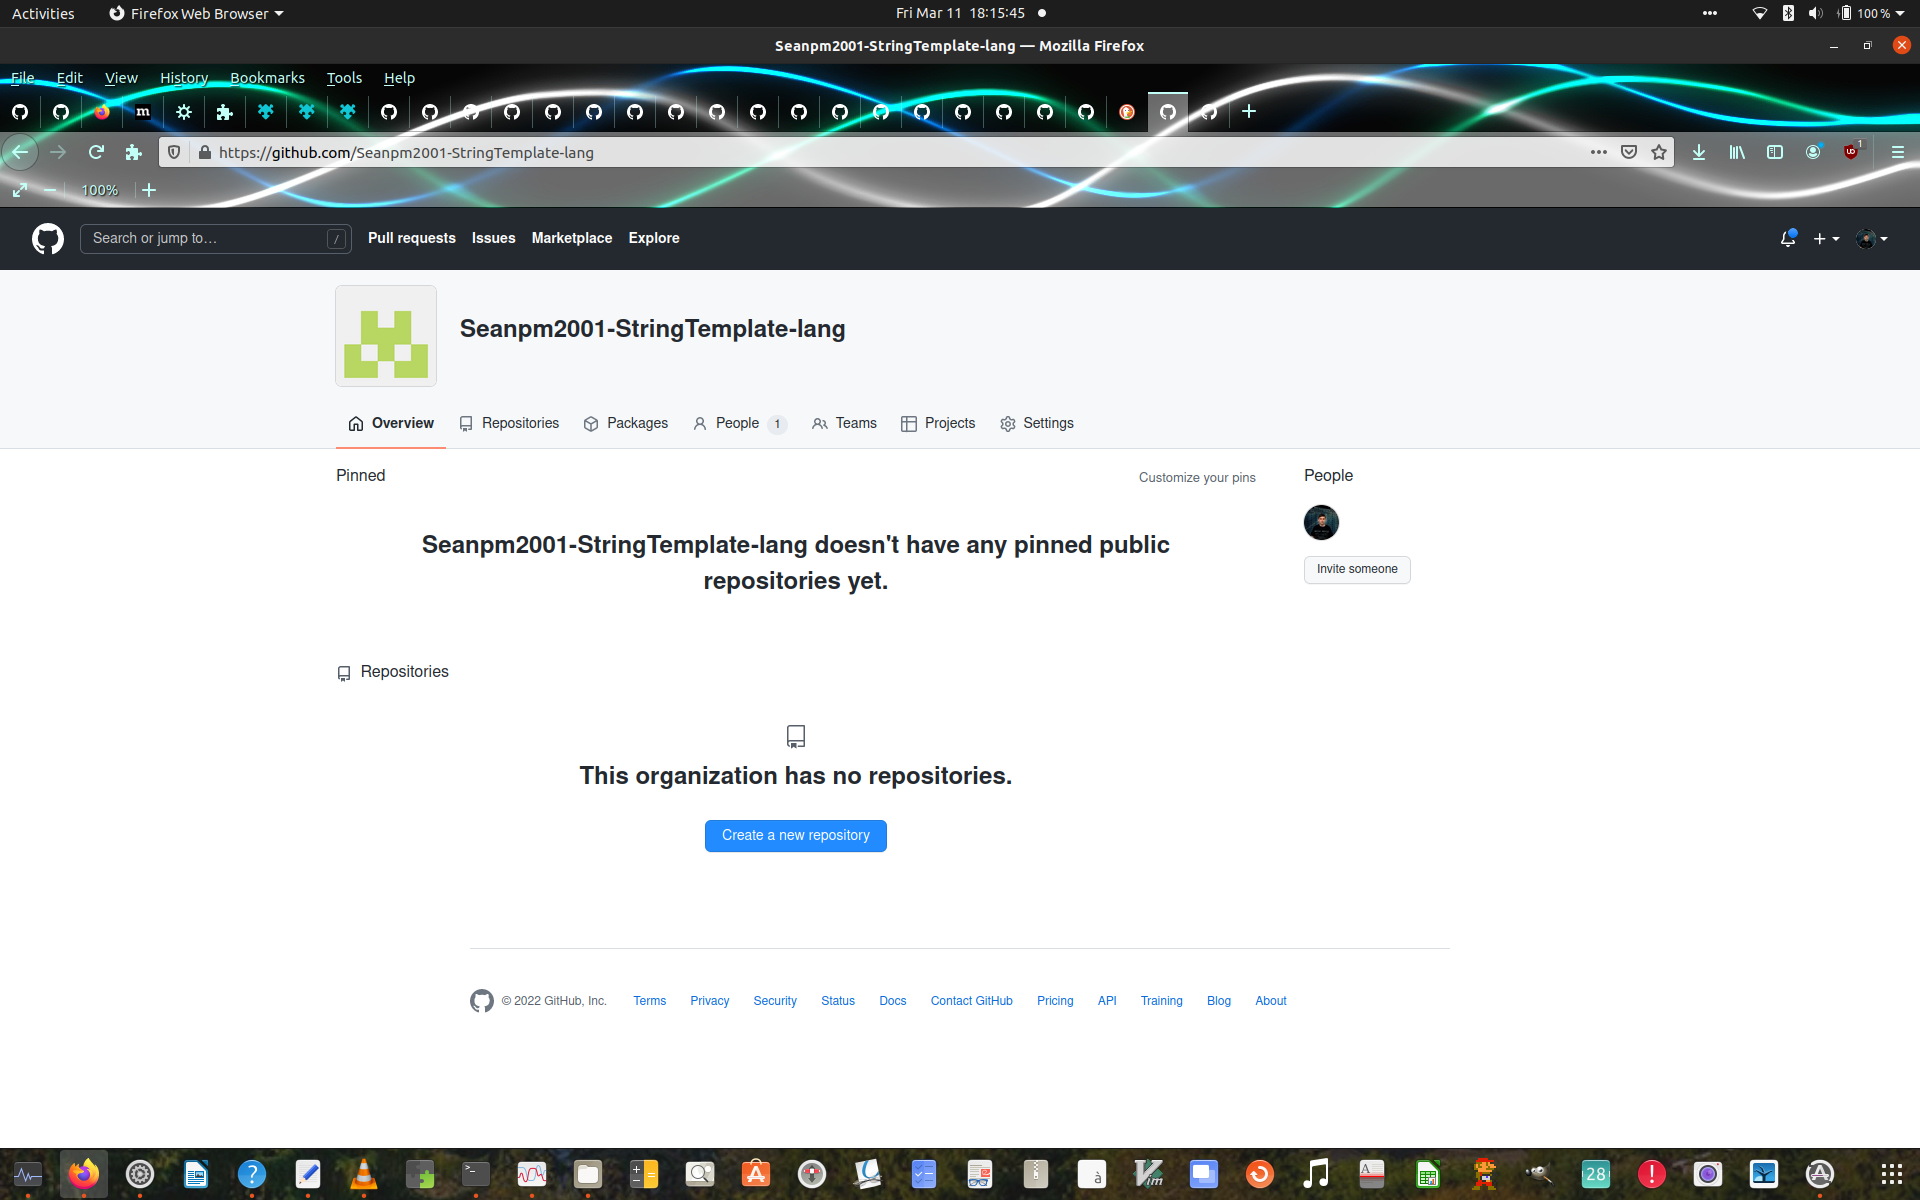 Activities Firefox Web Browser Fri Mar 11 18:15:45 100 %
Seanpm2001-StringTemplate-lang — Mozilla Firefox
File Edit View History Bookmarks Tools Help
m
https://github.com/Seanpm2001-StringTemplate-lang 1
100%
Search or jump to… / Pull requests Issues Marketplace Explore
Seanpm2001-StringTemplate-lang
Overview Repositories Packages People 1 Teams Projects Settings
Pinned Customize your pins People
Seanpm2001-StringTemplate-lang doesn't have any pinned public
repositories yet.
Invite someone
Repositories
This organization has no repositories.
Create a new repository
© 2022 GitHub, Inc. Terms Privacy Security Status Docs Contact GitHub Pricing API Training Blog About
? >_ à Vim A 28 !